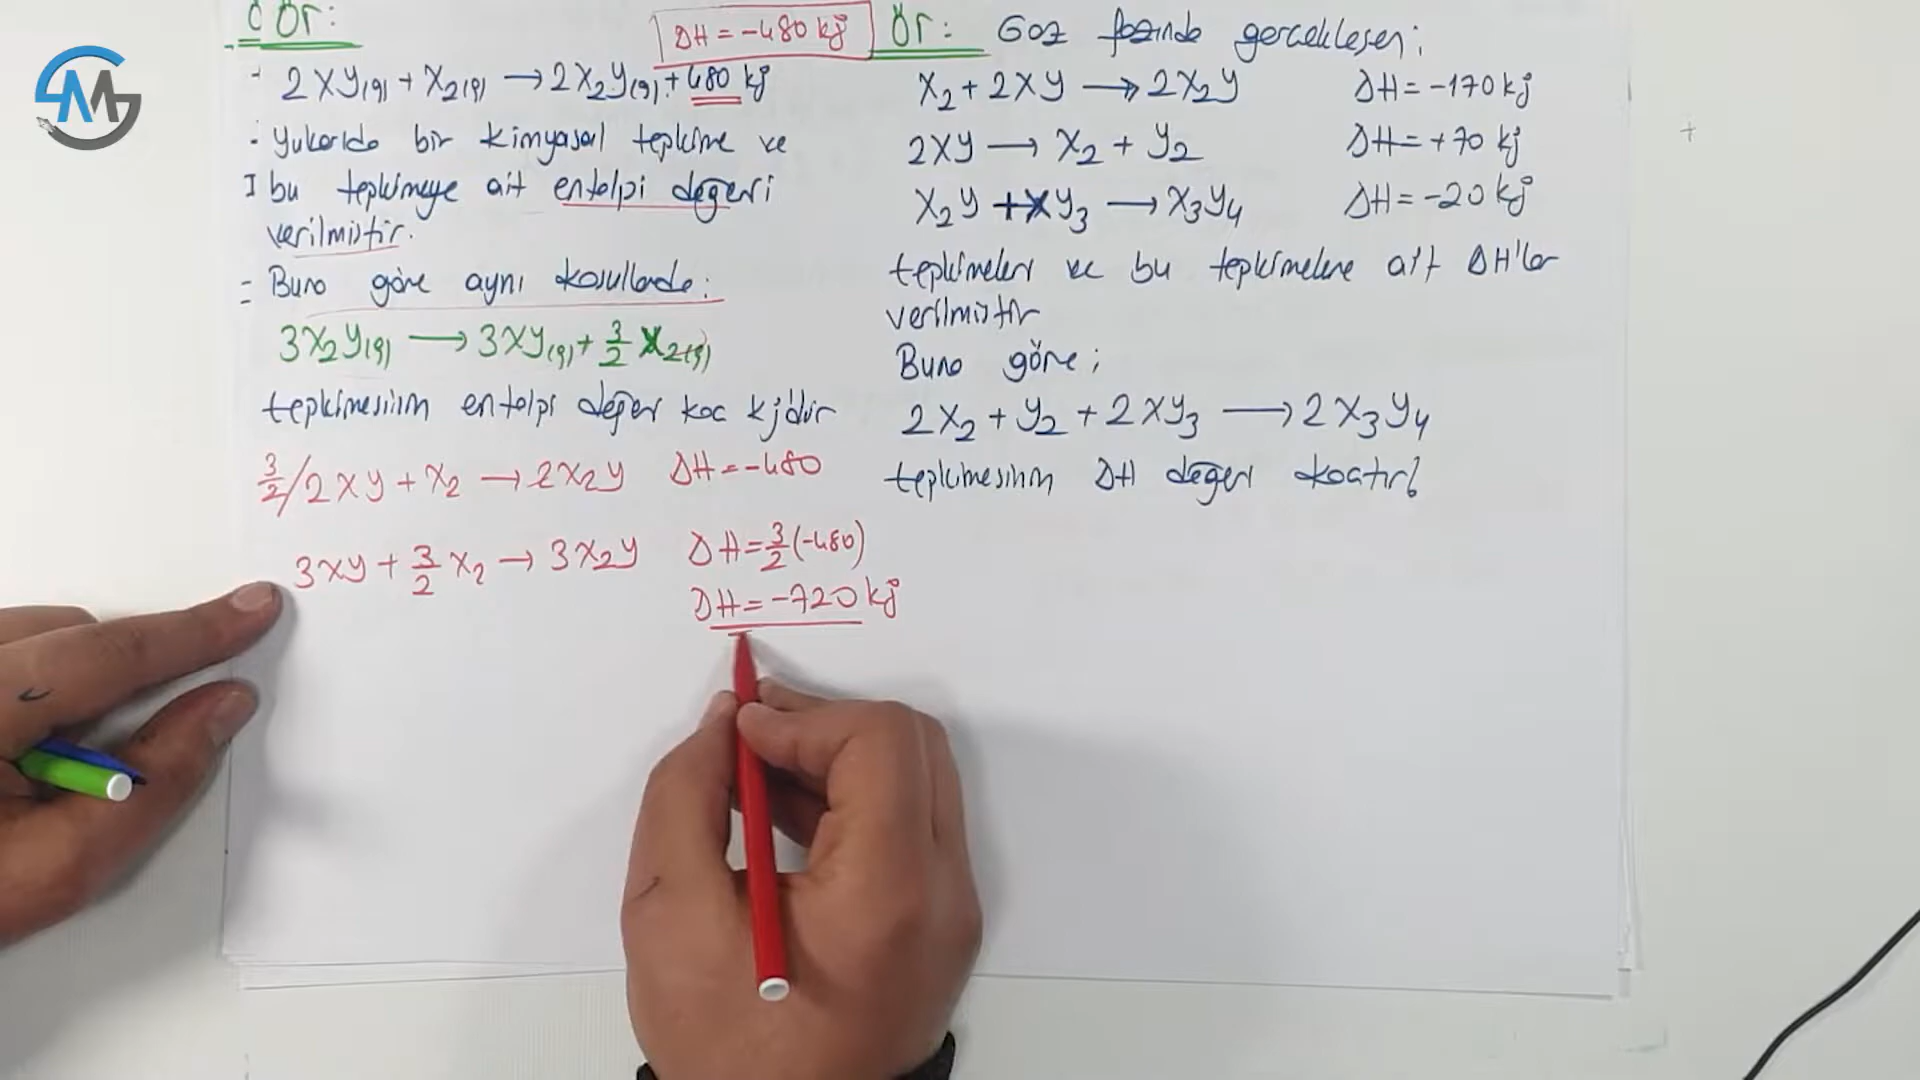 Ör:
ΔH = -480 kj
2XY(g) + X2(g) → 2X2Y(g) + 480 kj
Yukarıda bir kimyasal tepkime ve
bu tepkimeye ait entalpi değeri
verilmiştir.
Buna göre aynı koşullarda:
3X2Y(g) → 3XY(g) + 3/2 X2(g)
tepkimesinin entalpi değeri kaç kj'dür
3/2 / 2XY + X2 → 2X2Y ΔH = -480
3XY + 3/2 X2 → 3X2Y ΔH = 3/2 (-480)
ΔH = -720 kj
Ör: Gaz fazında gerçekleşen;
X2 + 2XY → 2X2Y ΔH = -170 kj
2XY → X2 + Y2 ΔH = +70 kj
X2Y + XY3 → X3Y4 ΔH = -20 kj
tepkimeleri ve bu tepkimelere ait ΔH'lar
verilmiştir
Buna göre;
2X2 + Y2 + 2XY3 → 2X3Y4
tepkimesinin ΔH değeri kaçtır?